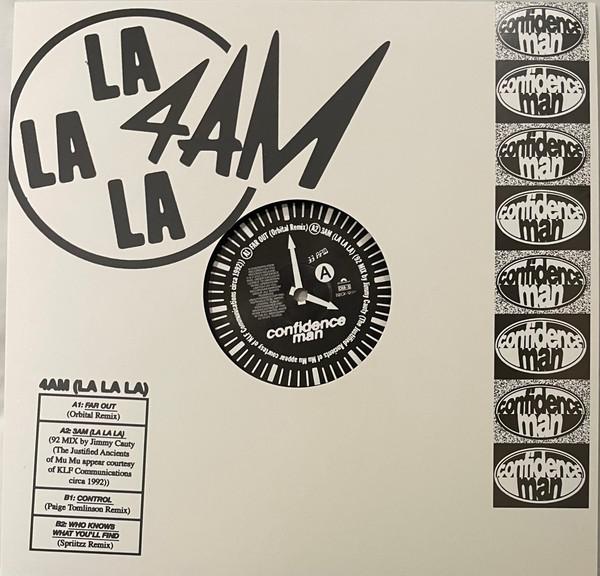 LA
LA 4AM
LA
confidence
man
confidence
man
confidence
man
confidence
man
confidence
man
confidence
man
confidence
man
confidence
man
A1) FAR OUT (Orbital Remix) A2) 3AM (LA LA LA) (92 MIX by Jimmy Cauty (The Justified Ancients of Mu Mu appear courtesy of KLF Communications circa 1992))
33 RPM
A
confidence
man
4AM (LA LA LA)
A1: FAR OUT
(Orbital Remix)
A2: 3AM (LA LA LA)
(92 MIX by Jimmy Cauty
(The Justified Ancients
of Mu Mu appear courtesy
of KLF Communications
circa 1992))
B1: CONTROL
(Paige Tomlinson Remix)
B2: WHO KNOWS
WHAT YOU'LL FIND
(Spriitzz Remix)